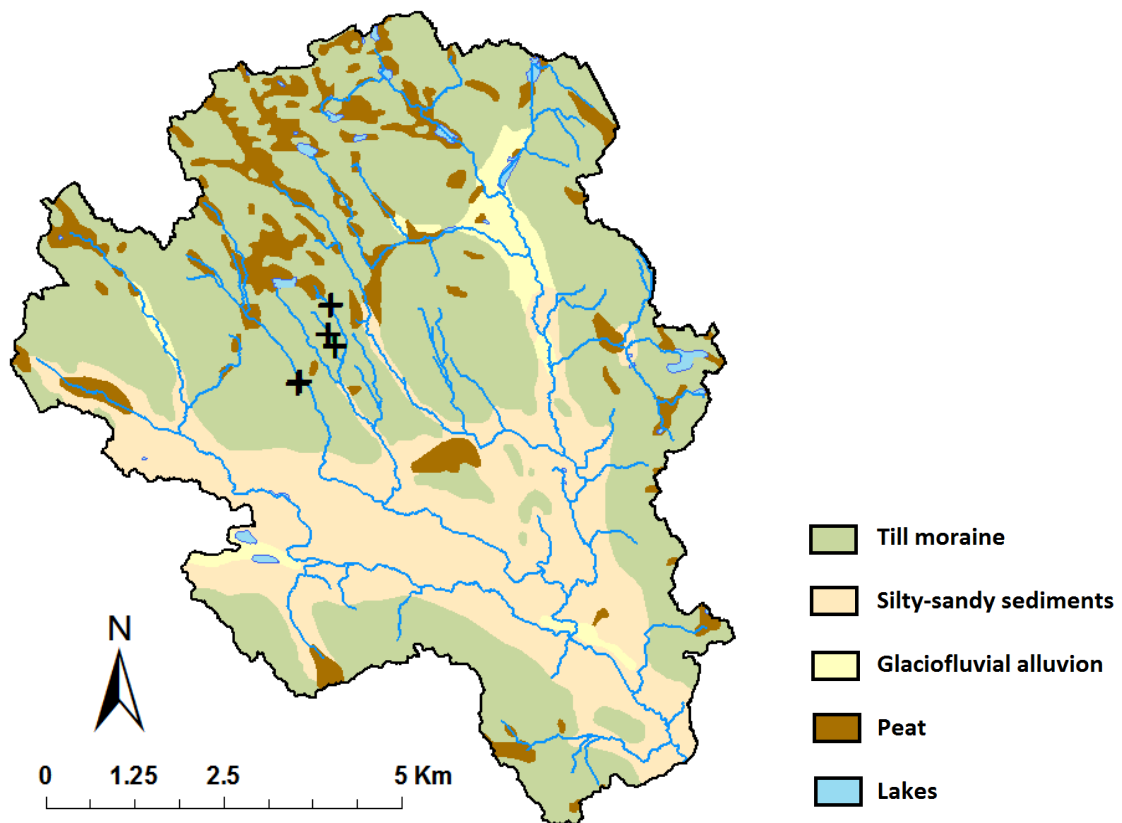 Till moraine
Silty-sandy sediments
N
Glaciofluvial alluvion
Peat
0 1.25 2.5 5 Km
Lakes